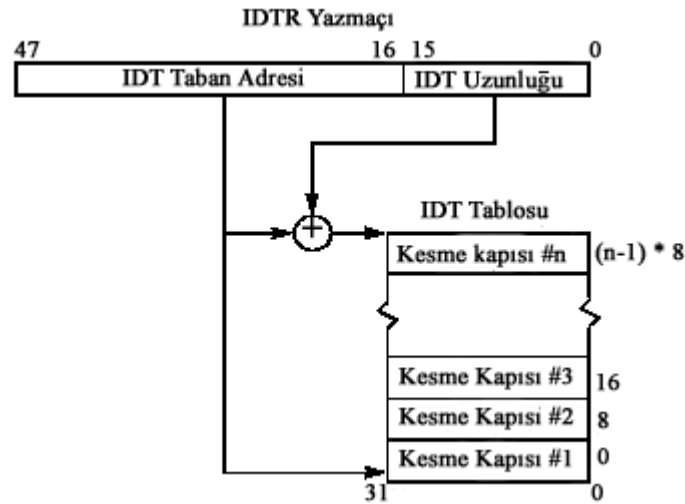 IDTR Yazmaçı
47 16 15 0
IDT Taban Adresi IDT Uzunluğu
+
IDT Tablosu
Kesme kapısı #n (n-1) * 8
Kesme Kapısı #3 16
Kesme Kapısı #2 8
Kesme Kapısı #1 0
31 0